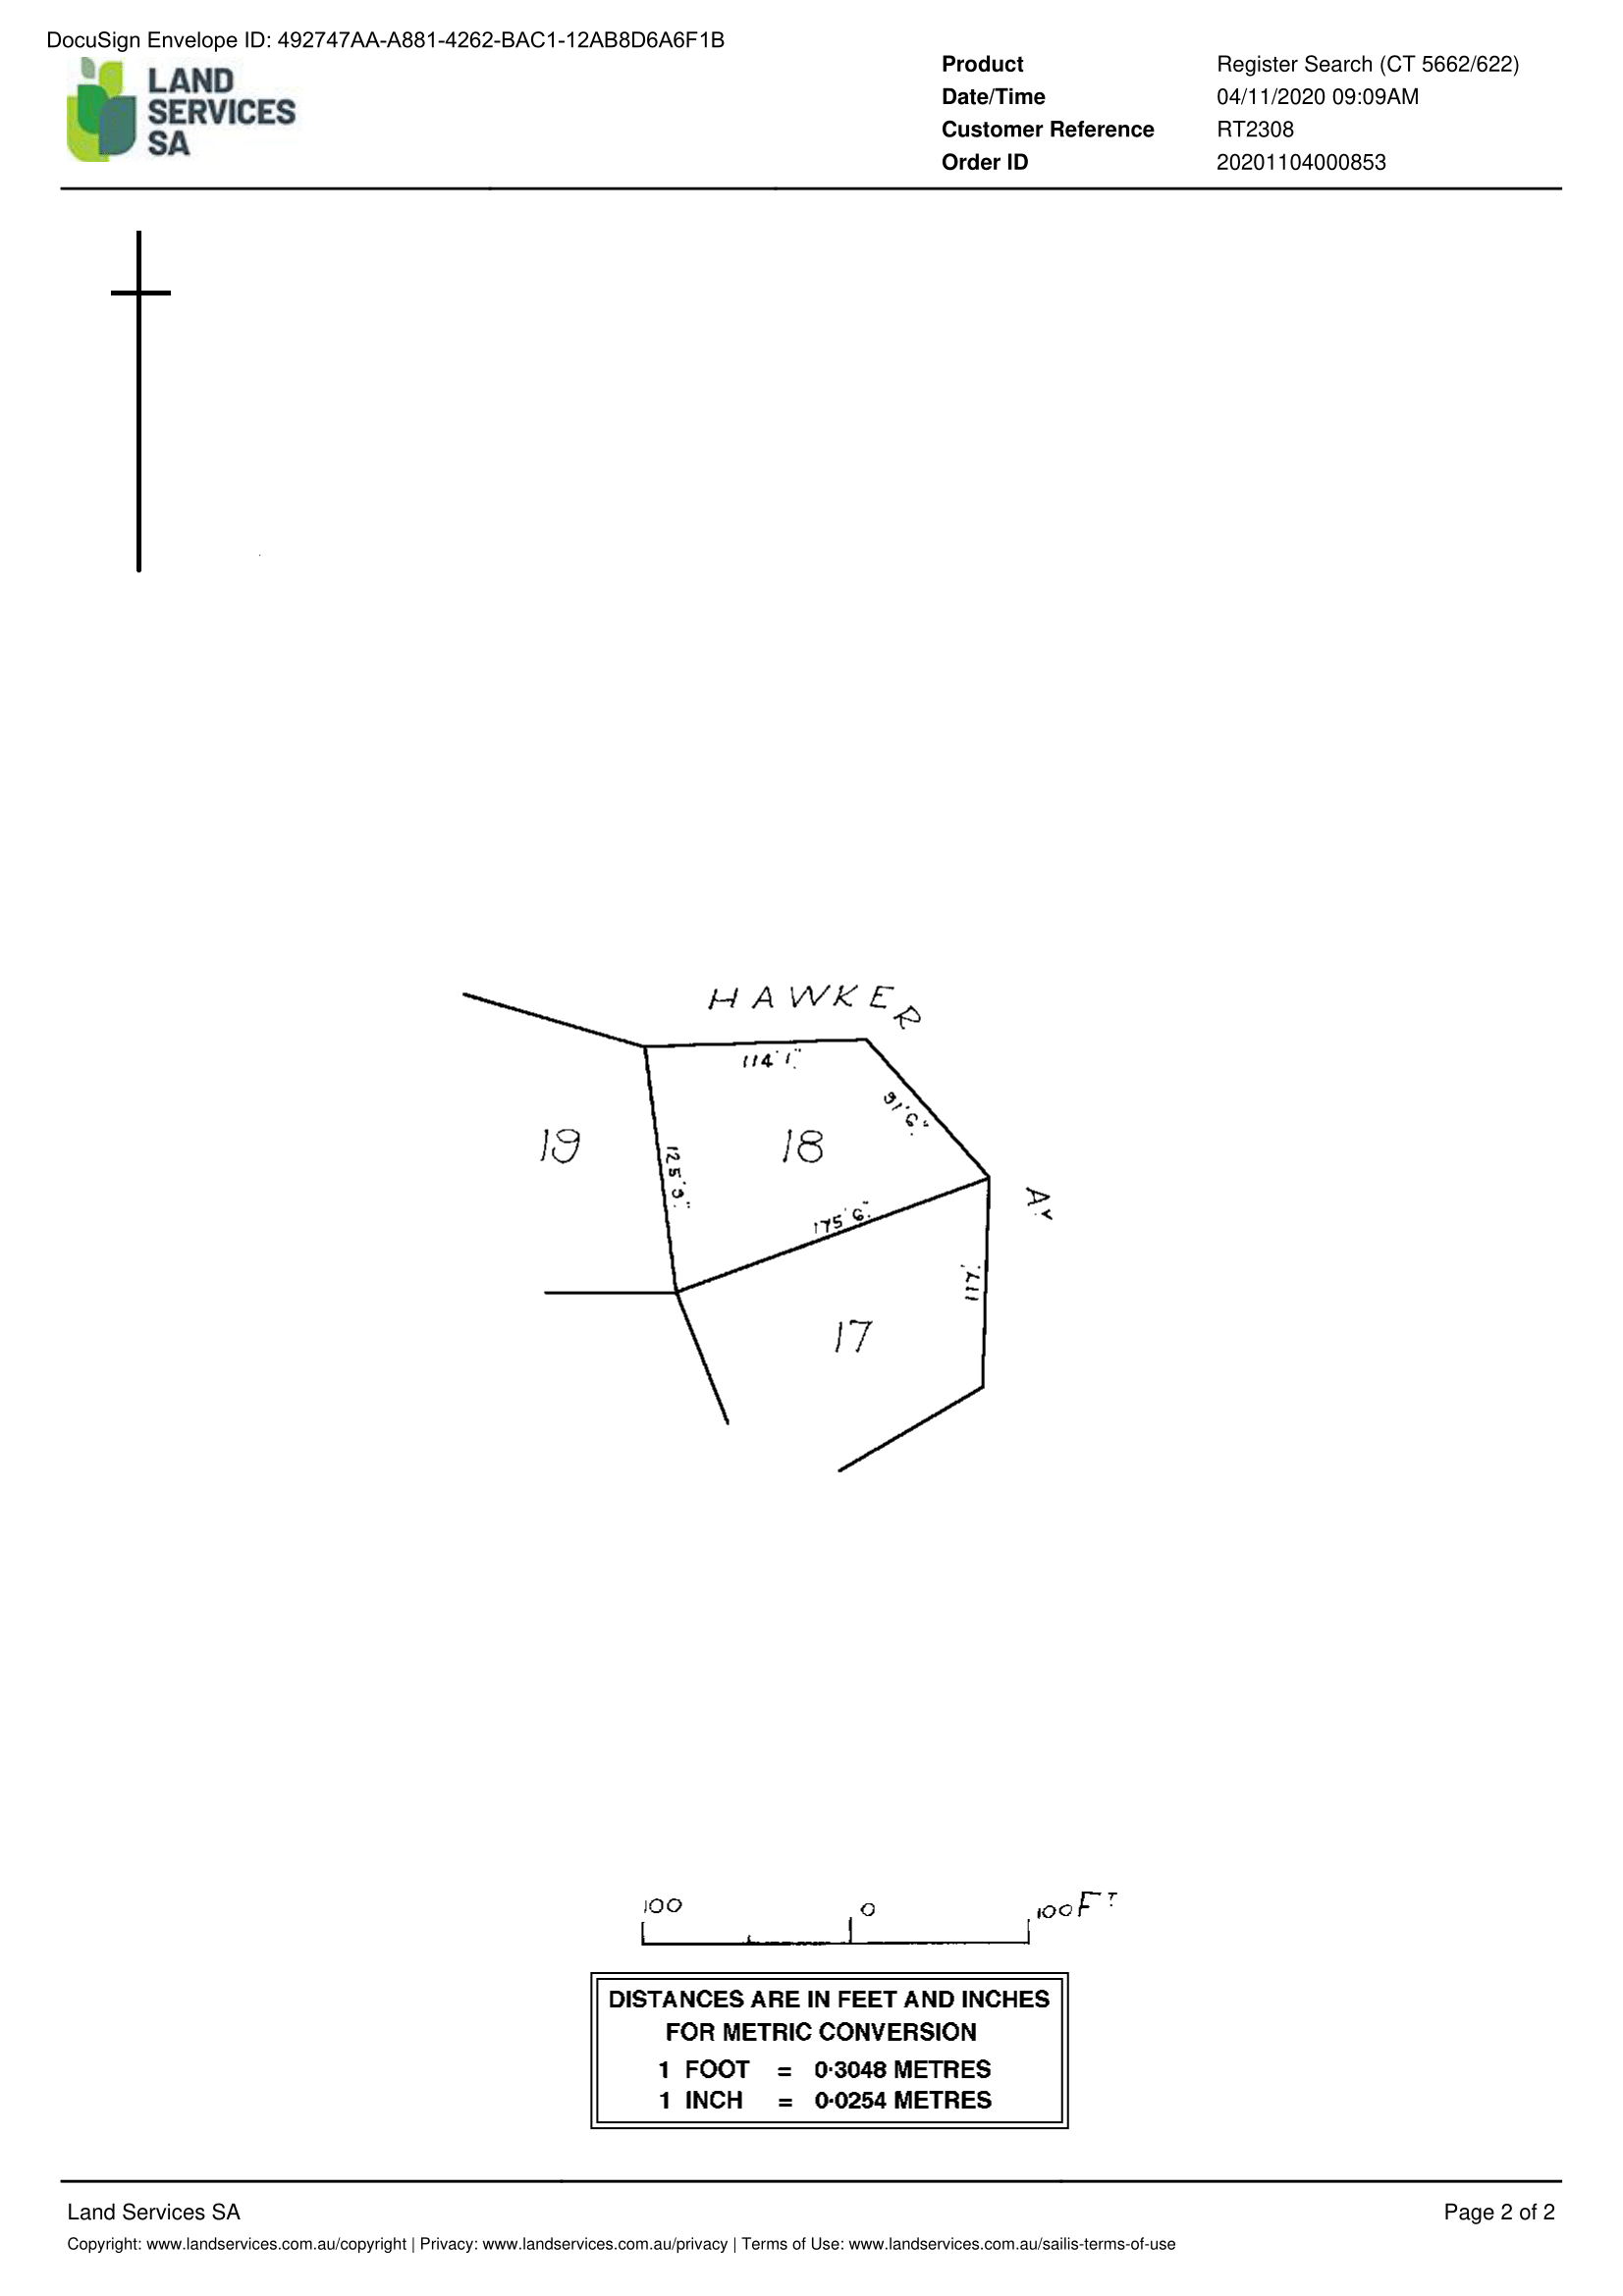 DocuSign Envelope ID: 492747AA-A881-4262-BAC1-12AB8D6A6F1B
LAND
SERVICES
SA
Product Register Search (CT 5662/622)
Date/Time 04/11/2020 09:09AM
Customer Reference RT2308
Order ID 20201104000853
HAWKER
114'1"
91'6"
19
18
125'9"
AV
175'6"
117'
17
100 0 100 FT
DISTANCES ARE IN FEET AND INCHES
FOR METRIC CONVERSION
1 FOOT = 0·3048 METRES
1 INCH = 0·0254 METRES
Land Services SA Page 2 of 2
Copyright: www.landservices.com.au/copyright | Privacy: www.landservices.com.au/privacy | Terms of Use: www.landservices.com.au/sailis-terms-of-use